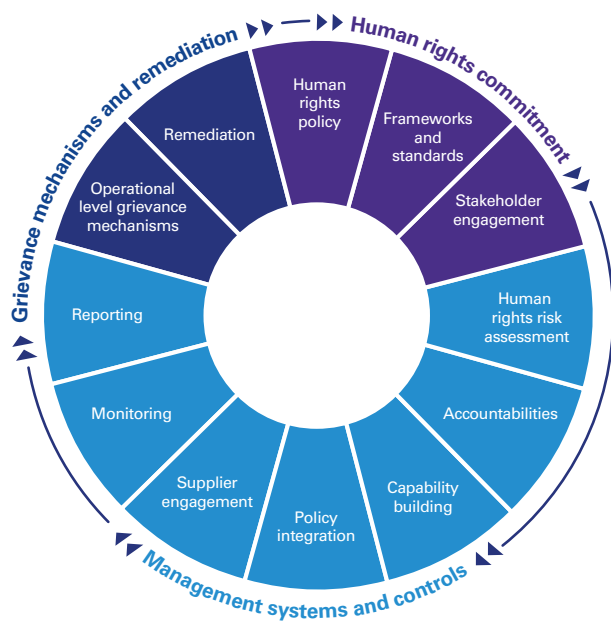 Human rights commitment
Human
rights
policy
Frameworks
and
standards
Stakeholder
engagement
Management systems and controls
Human
rights risk
assessment
Accountabilities
Capability
building
Policy
integration
Supplier
engagement
Monitoring
Reporting
Grievance mechanisms and remediation
Operational
level grievance
mechanisms
Remediation